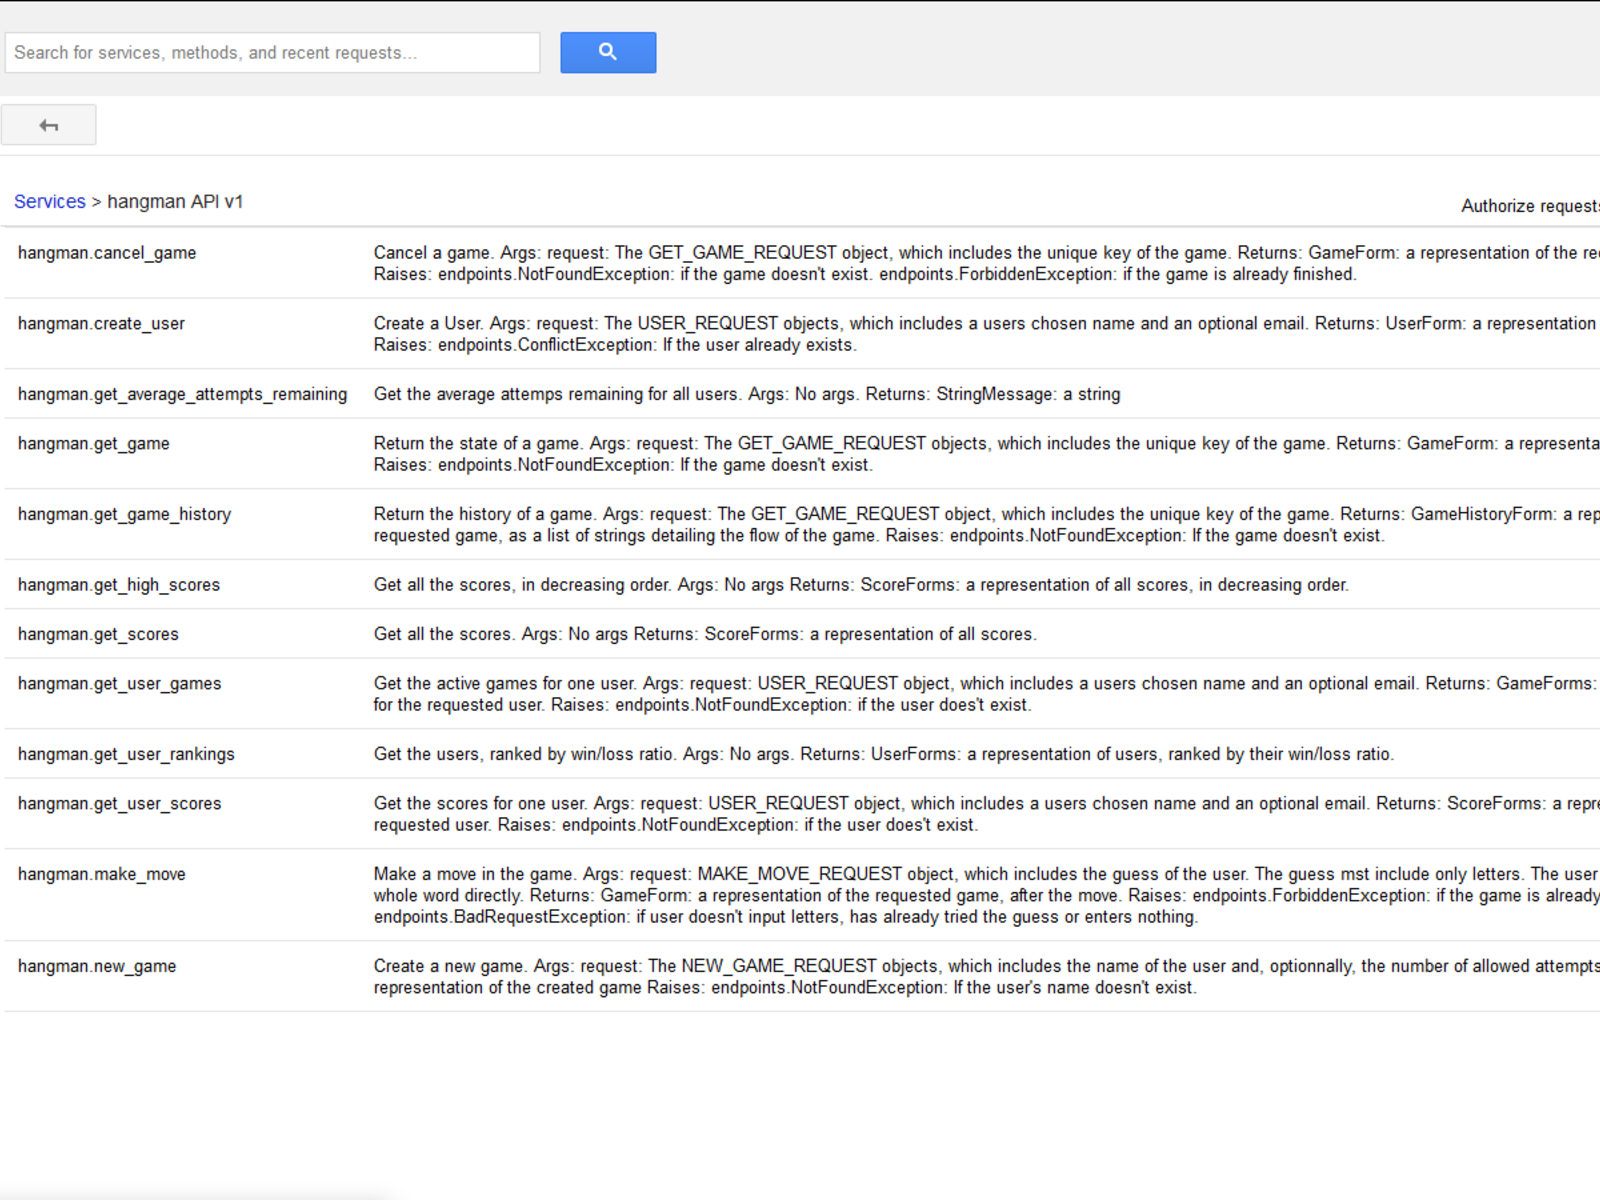 Search for services, methods, and recent requests...
Services > hangman API v1
Authorize requests
hangman.cancel_game
Cancel a game. Args: request: The GET_GAME_REQUEST object, which includes the unique key of the game. Returns: GameForm: a representation of the
Raises: endpoints.NotFoundException: if the game doesn't exist. endpoints.ForbiddenException: if the game is already finished.
hangman.create_user
Create a User. Args: request: The USER_REQUEST objects, which includes a users chosen name and an optional email. Returns: UserForm: a representation
Raises: endpoints.ConflictException: If the user already exists.
hangman.get_average_attempts_remaining
Get the average attemps remaining for all users. Args: No args. Returns: StringMessage: a string
hangman.get_game
Return the state of a game. Args: request: The GET_GAME_REQUEST objects, which includes the unique key of the game. Returns: GameForm: a representa
Raises: endpoints.NotFoundException: If the game doesn't exist.
hangman.get_game_history
Return the history of a game. Args: request: The GET_GAME_REQUEST object, which includes the unique key of the game. Returns: GameHistoryForm: a rep
requested game, as a list of strings detailing the flow of the game. Raises: endpoints.NotFoundException: If the game doesn't exist.
hangman.get_high_scores
Get all the scores, in decreasing order. Args: No args Returns: ScoreForms: a representation of all scores, in decreasing order.
hangman.get_scores
Get all the scores. Args: No args Returns: ScoreForms: a representation of all scores.
hangman.get_user_games
Get the active games for one user. Args: request: USER_REQUEST object, which includes a users chosen name and an optional email. Returns: GameForms:
for the requested user. Raises: endpoints.NotFoundException: if the user does't exist.
hangman.get_user_rankings
Get the users, ranked by win/loss ratio. Args: No args. Returns: UserForms: a representation of users, ranked by their win/loss ratio.
hangman.get_user_scores
Get the scores for one user. Args: request: USER_REQUEST object, which includes a users chosen name and an optional email. Returns: ScoreForms: a repre
requested user. Raises: endpoints.NotFoundException: if the user does't exist.
hangman.make_move
Make a move in the game. Args: request: MAKE_MOVE_REQUEST object, which includes the guess of the user. The guess mst include only letters. The user
whole word directly. Returns: GameForm: a representation of the requested game, after the move. Raises: endpoints.ForbiddenException: if the game is already
endpoints.BadRequestException: if user doesn't input letters, has already tried the guess or enters nothing.
hangman.new_game
Create a new game. Args: request: The NEW_GAME_REQUEST objects, which includes the name of the user and, optionnally, the number of allowed attempts
representation of the created game Raises: endpoints.NotFoundException: If the user's name doesn't exist.